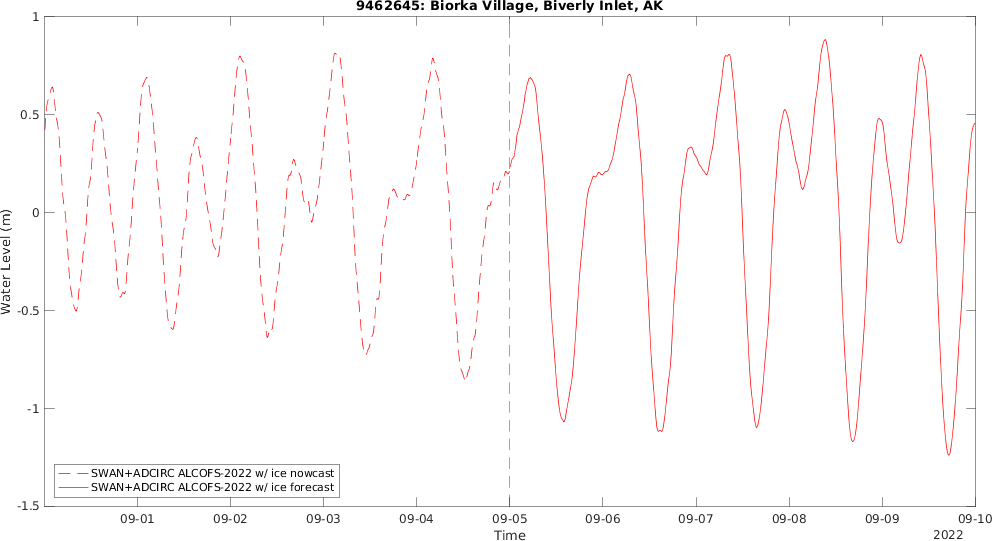 9462645: Biorka Village, Biverly Inlet, AK
Water Level (m)
1
0.5
0
-0.5
-1
-1.5
SWAN+ADCIRC ALCOFS-2022 w/ ice nowcast
SWAN+ADCIRC ALCOFS-2022 w/ ice forecast
09-01 09-02 09-03 09-04 09-05 09-06 09-07 09-08 09-09 09-10
Time
2022